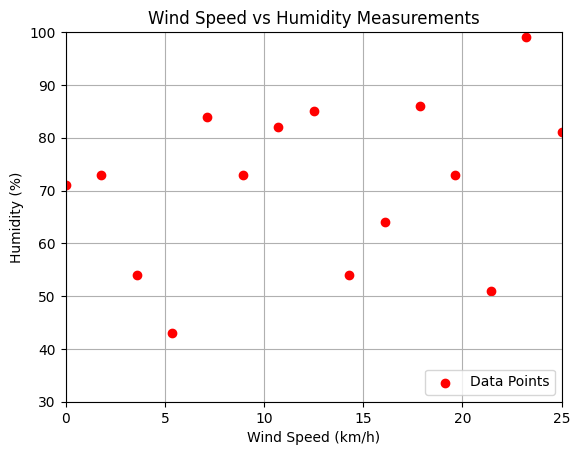 Wind Speed vs Humidity Measurements
100
90
80
70
60
50
40
30
Humidity (%)
Data Points
0 5 10 15 20 25
Wind Speed (km/h)